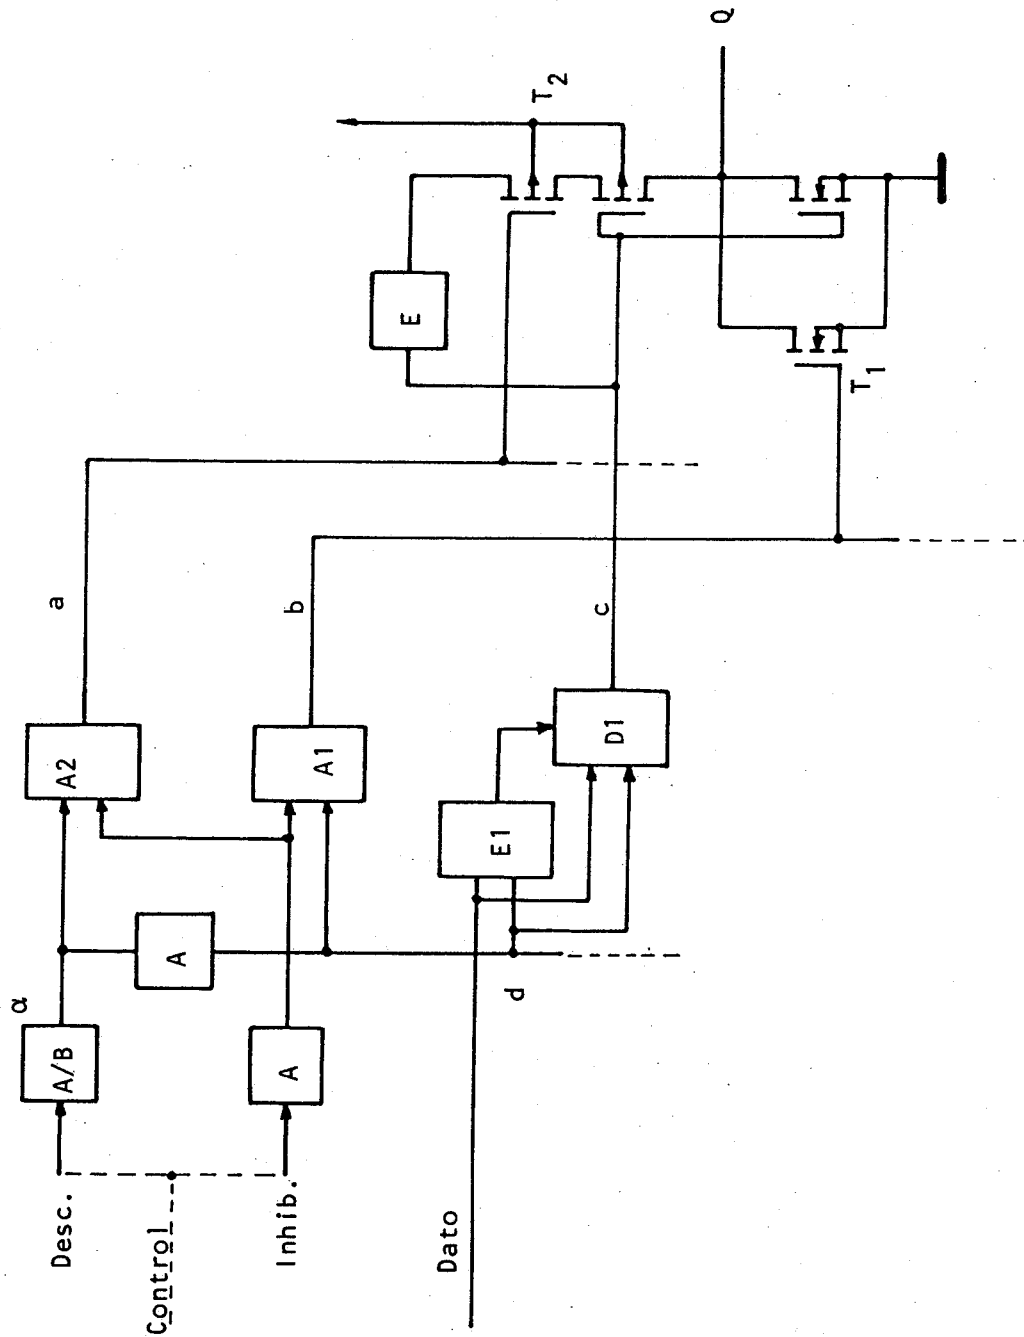 Desc.
Control
Inhib.
Dato
A/B
α
A
A
A2
A1
E1
D1
a
b
c
d
E
T1
T2
Q